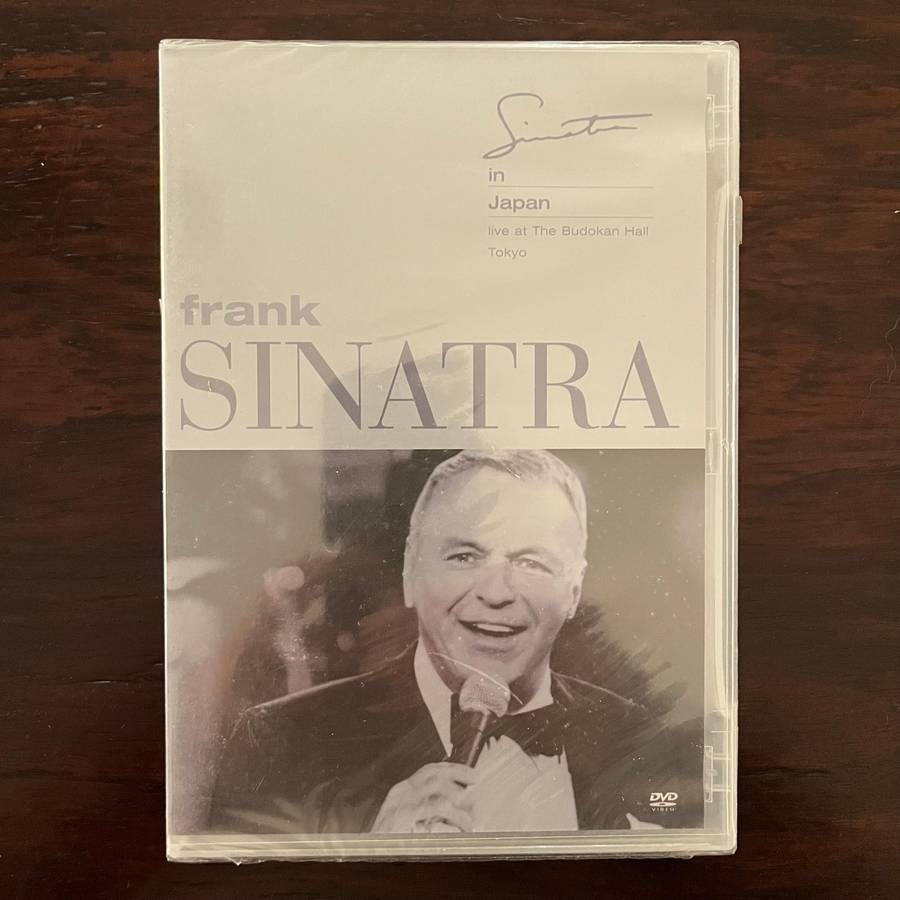 Sinatra
in
Japan
live at The Budokan Hall
Tokyo
frank
SINATRA
DVD
VIDEO